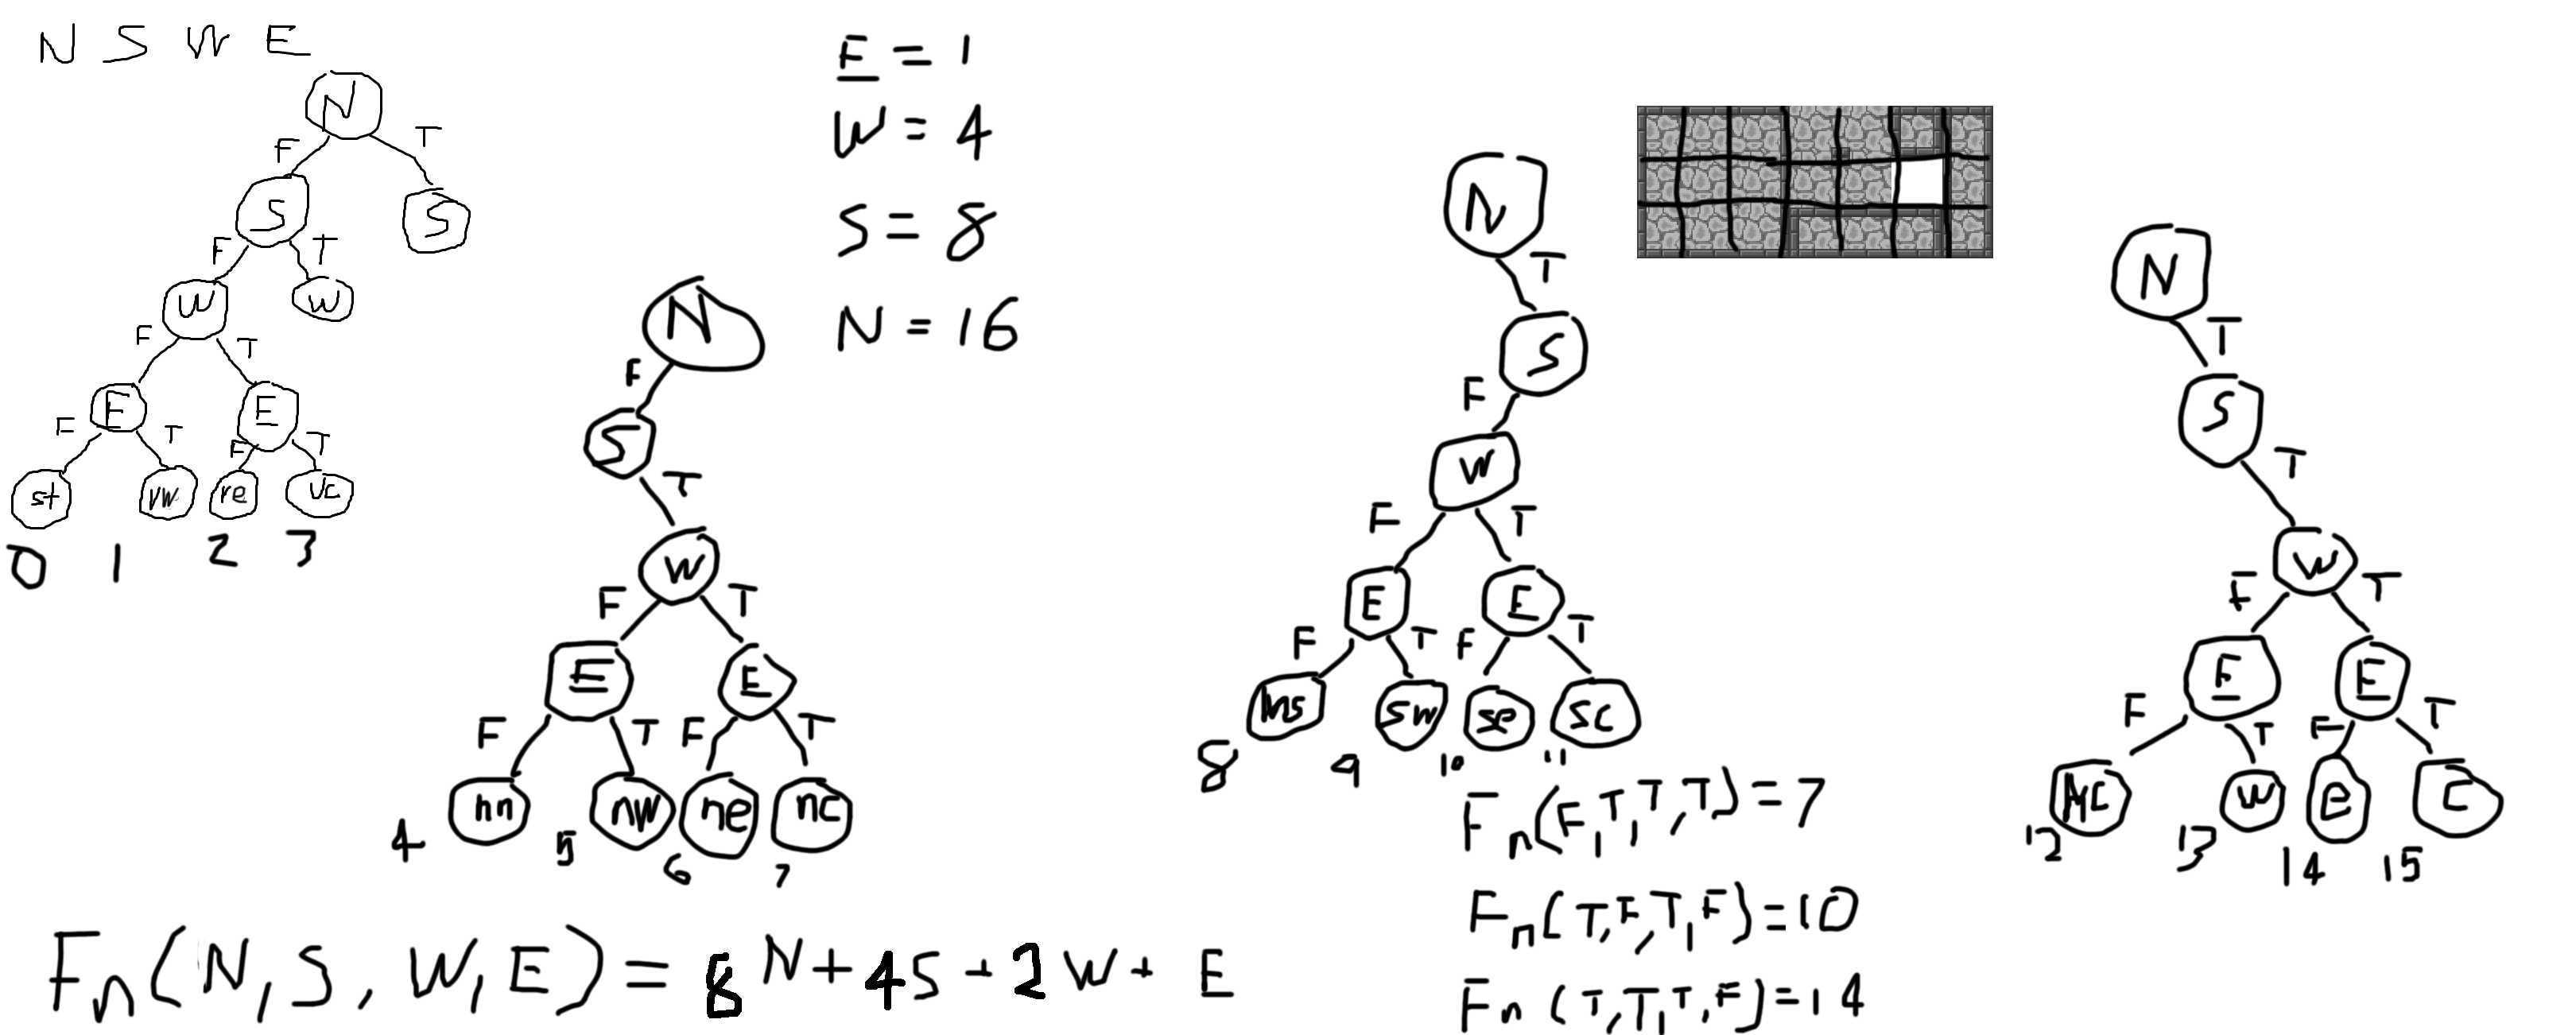 N S W E
N
F T
S S
F T
W W
F T
E E
F T F T
st vw re vc
0 1 2 3
E = 1
W = 4
S = 8
N = 16
N
F
S
T
W
F T
E E
F T F T
nn nw ne nc
4 5 6 7
N
T
S
F
W
F T
E E
F T F T
ns sw se sc
8 9 10 11
N
T
S
T
W
F T
E E
F T F T
C w e C
12 13 14 15
Fn(F,T,T,T) = 7
Fn(T,F,T,F) = 10
Fn(T,T,T,F) = 14
Fn(N,S,W,E) = 8N+4S+2W+E